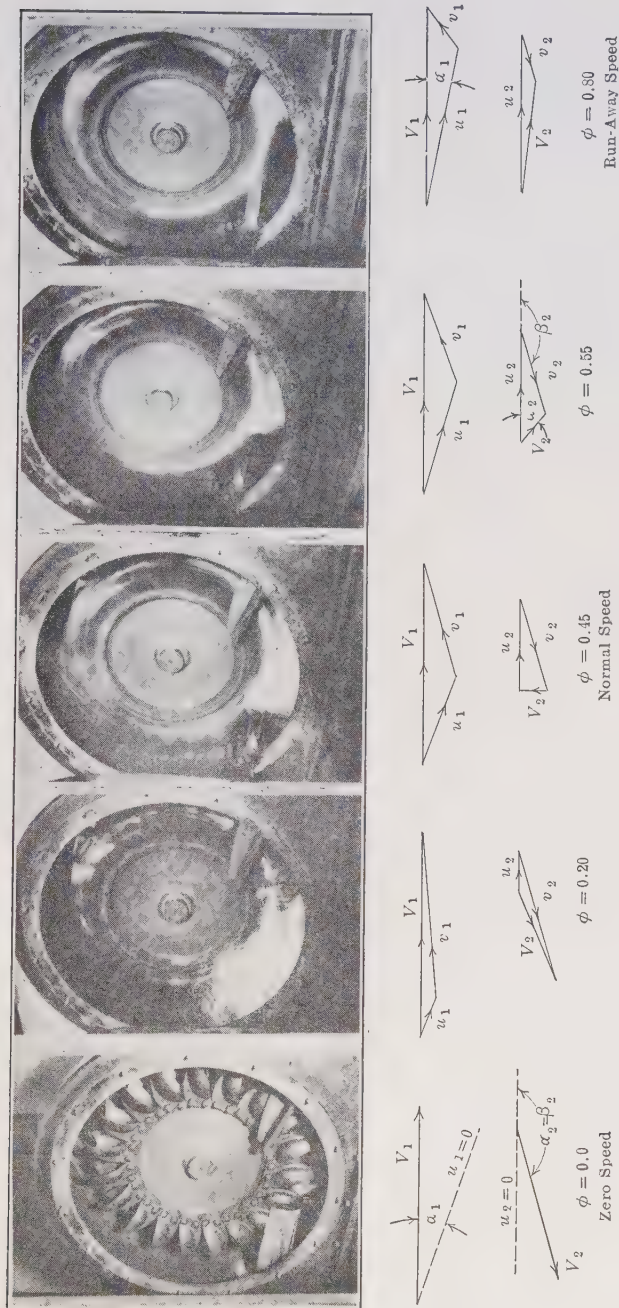 V₁
α₁
u₁=0
u₂=0
α₂=β₂
V₂
φ = 0.0
Zero Speed
V₁
u₁
v₁
u₂
V₂
v₂
φ = 0.20
V₁
u₁
v₁
u₂
V₂
v₂
φ = 0.45
Normal Speed
V₁
u₁
v₁
u₂
α₂
β₂
V₂
v₂
φ = 0.55
V₁
α₁
u₁
v₁
u₂
V₂
v₂
φ = 0.80
Run-Away Speed